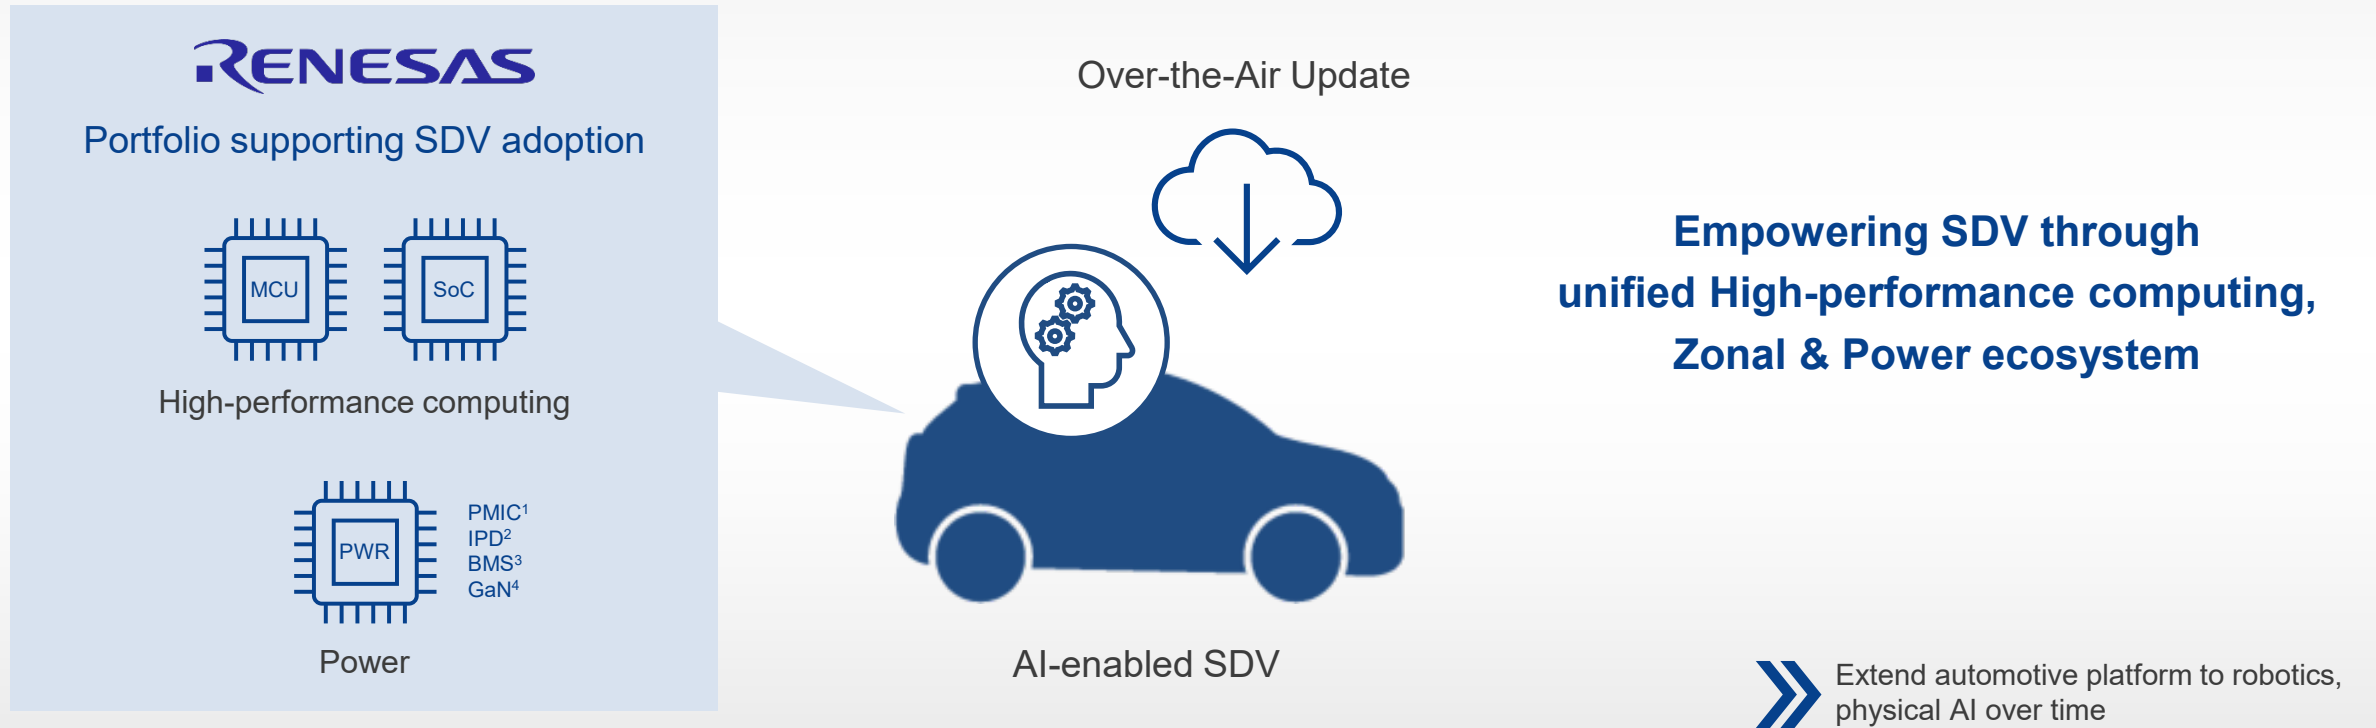 RENESAS
Portfolio supporting SDV adoption
MCU
SoC
High-performance computing
PWR
PMIC¹
IPD²
BMS³
GaN⁴
Power
Over-the-Air Update
AI-enabled SDV
Empowering SDV through
unified High-performance computing,
Zonal & Power ecosystem
Extend automotive platform to robotics,
physical AI over time